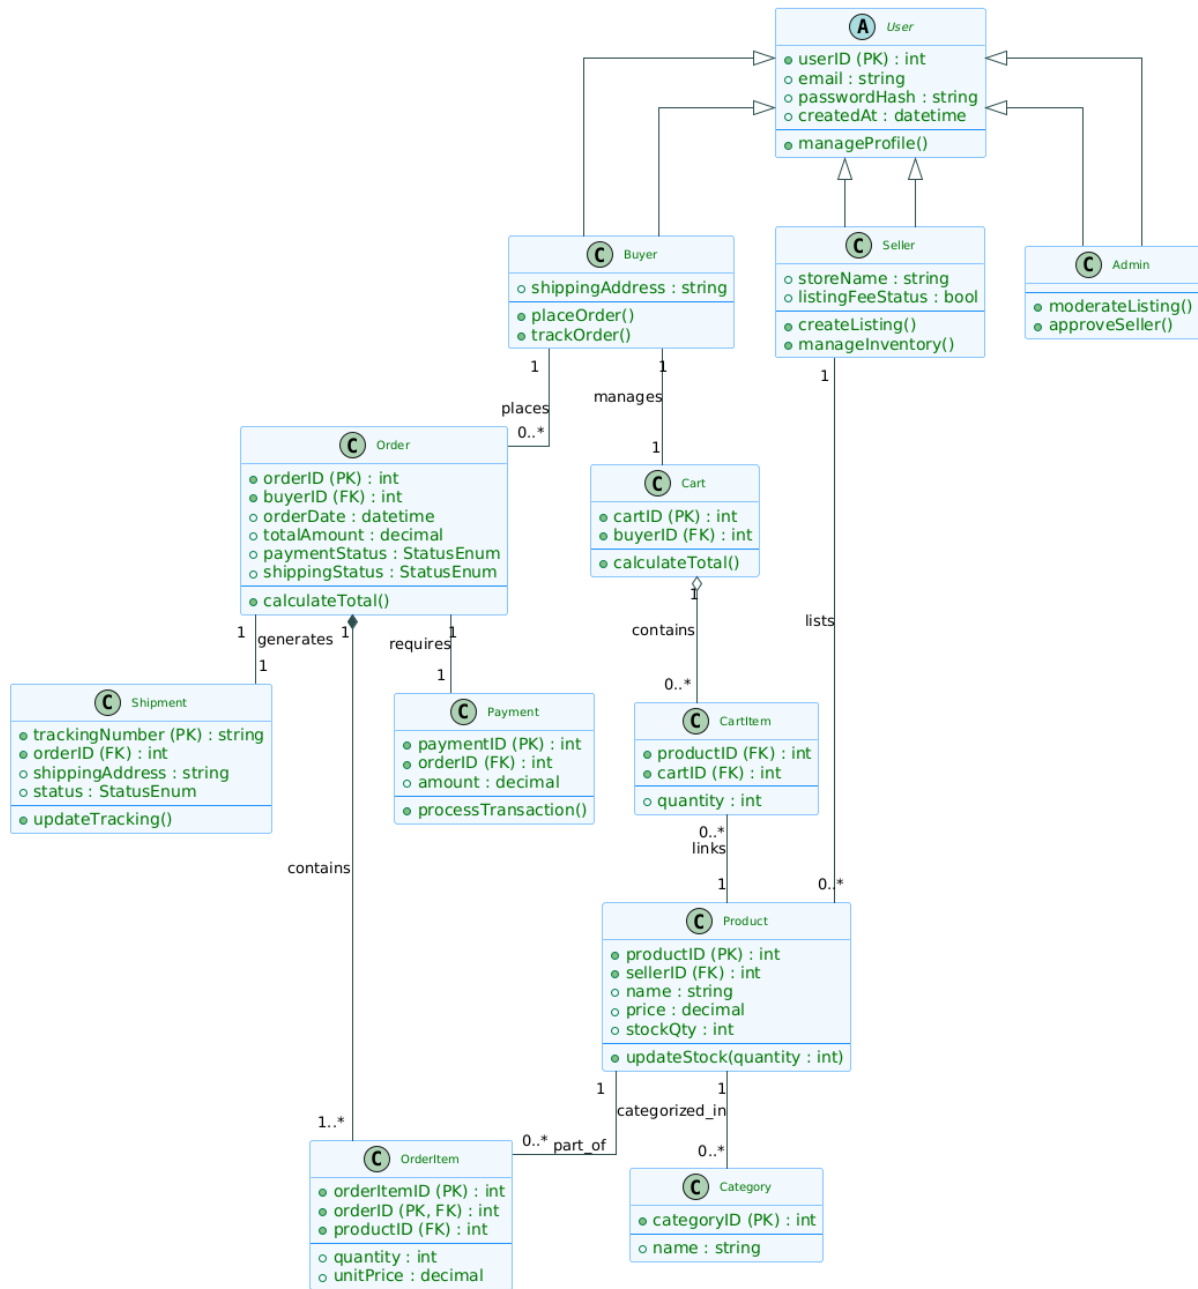 A User
userID (PK) : int
email : string
passwordHash : string
createdAt : datetime
manageProfile()
C Buyer
shippingAddress : string
placeOrder()
trackOrder()
C Seller
storeName : string
listingFeeStatus : bool
createListing()
manageInventory()
C Admin
moderateListing()
approveSeller()
1
places
0..*
1
manages
1
1
lists
0..*
C Order
orderID (PK) : int
buyerID (FK) : int
orderDate : datetime
totalAmount : decimal
paymentStatus : StatusEnum
shippingStatus : StatusEnum
calculateTotal()
C Cart
cartID (PK) : int
buyerID (FK) : int
calculateTotal()
1
generates
1
1
contains
1..*
1
requires
1
1
contains
0..*
C Shipment
trackingNumber (PK) : string
orderID (FK) : int
shippingAddress : string
status : StatusEnum
updateTracking()
C Payment
paymentID (PK) : int
orderID (FK) : int
amount : decimal
processTransaction()
C CartItem
productID (FK) : int
cartID (FK) : int
quantity : int
0..*
links
1
C Product
productID (PK) : int
sellerID (FK) : int
name : string
price : decimal
stockQty : int
updateStock(quantity : int)
1
part_of
0..*
1
categorized_in
0..*
C OrderItem
orderItemID (PK) : int
orderID (PK, FK) : int
productID (FK) : int
quantity : int
unitPrice : decimal
C Category
categoryID (PK) : int
name : string